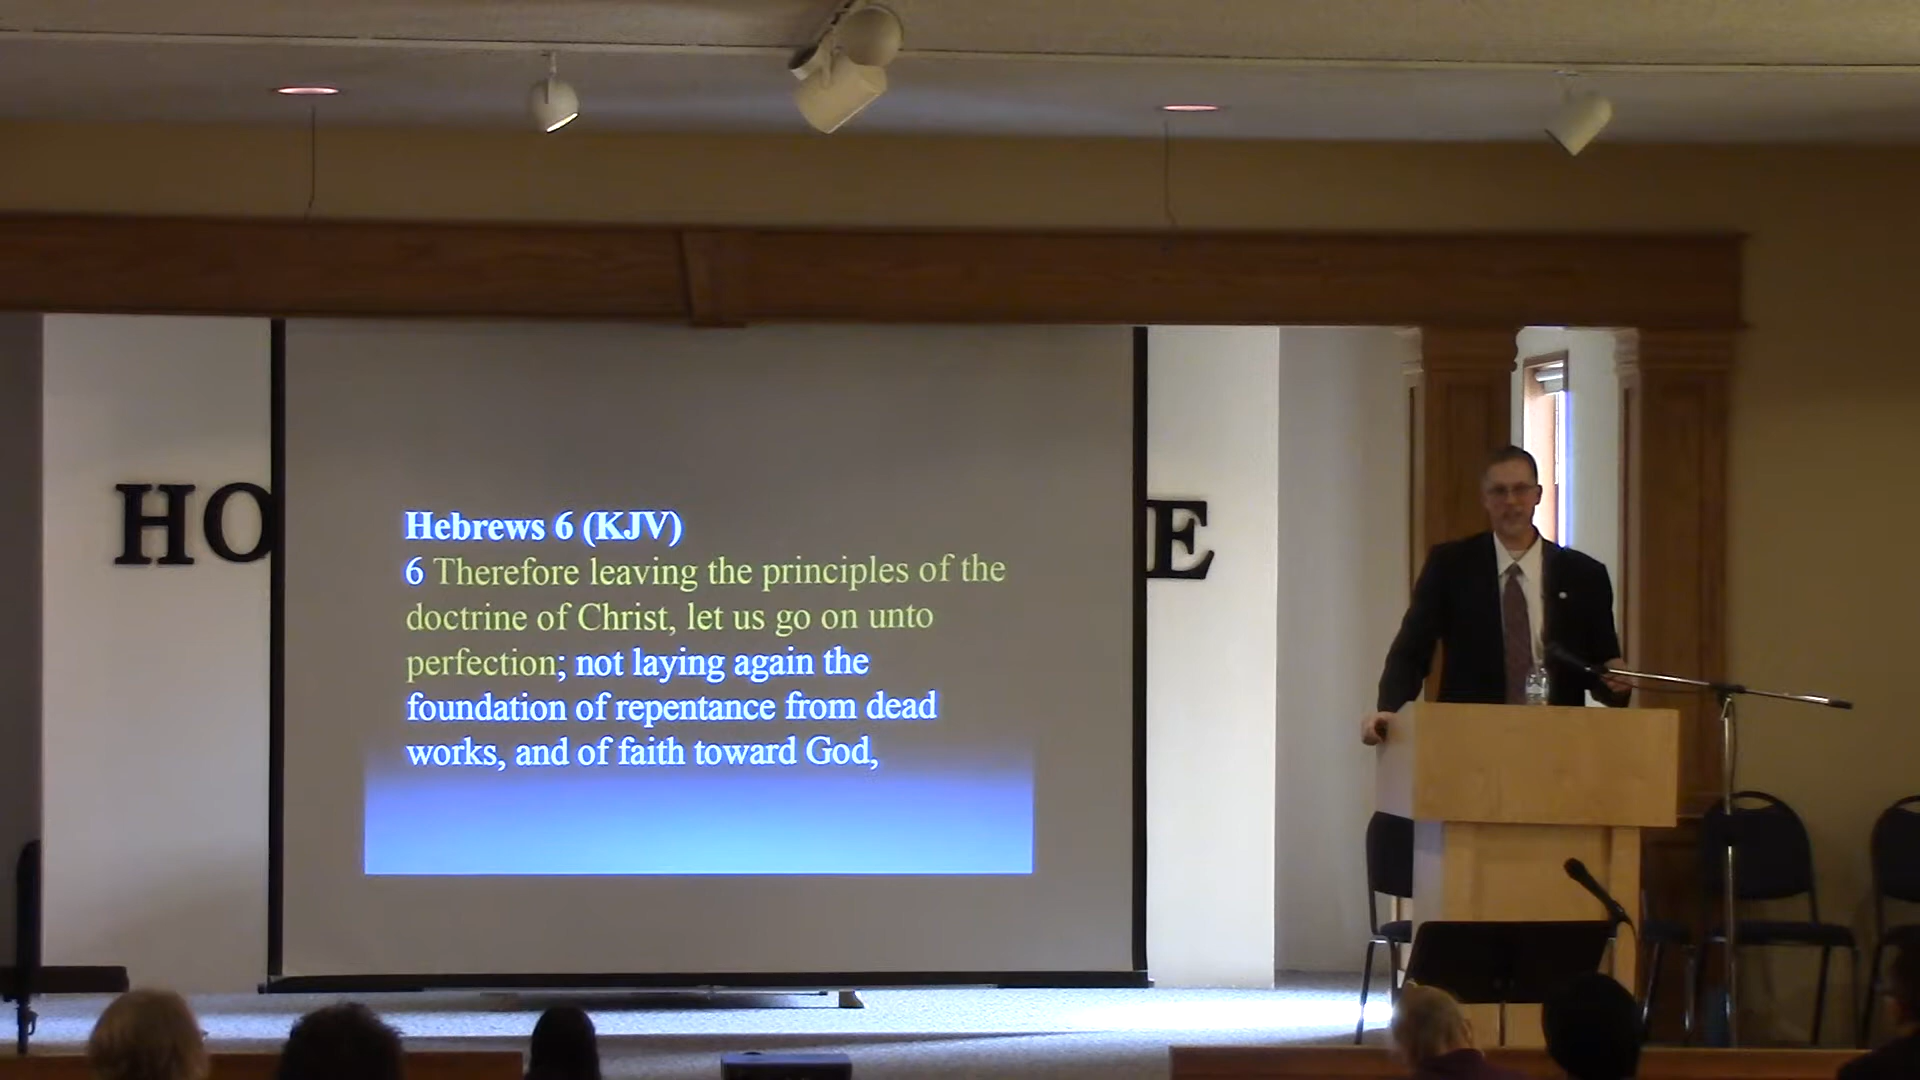 HO
E
Hebrews 6 (KJV)
6 Therefore leaving the principles of the
doctrine of Christ, let us go on unto
perfection; not laying again the
foundation of repentance from dead
works, and of faith toward God,